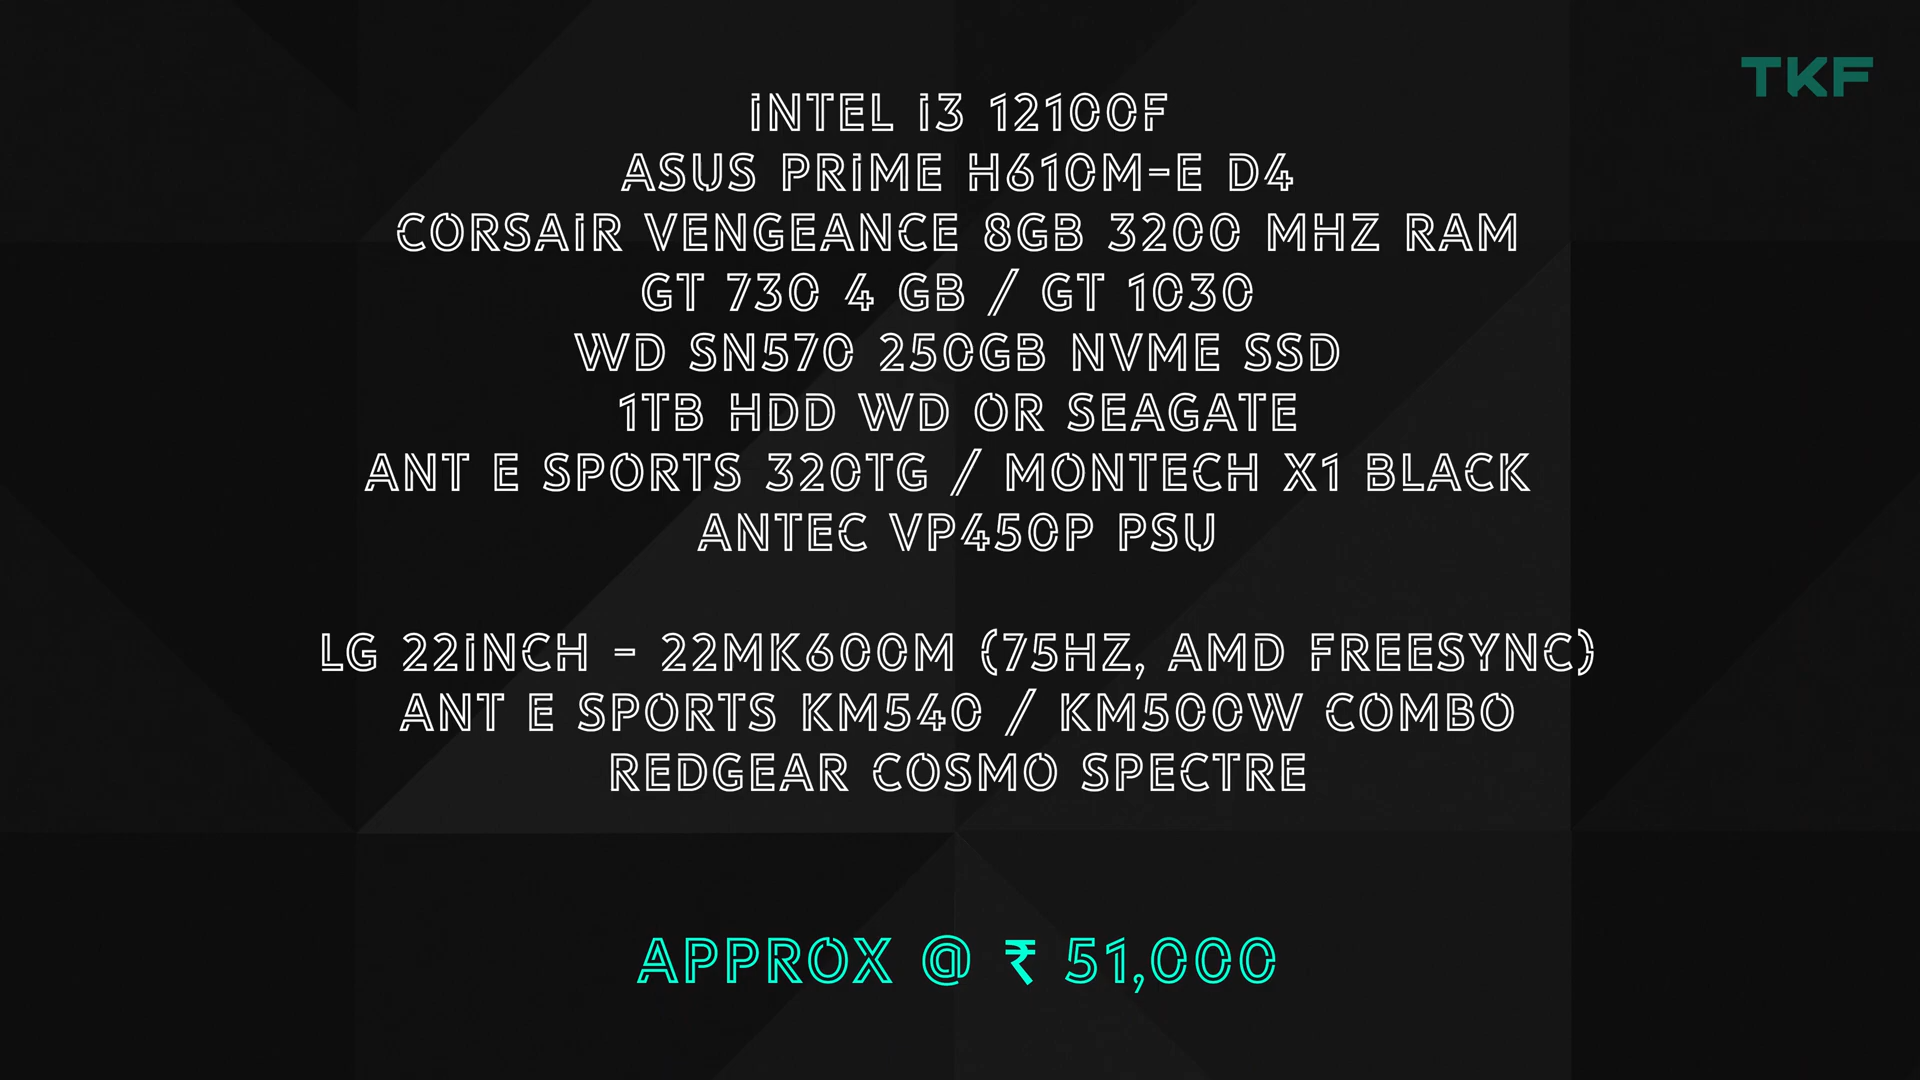 TKF
iNTEL i3 12100F
ASUS PRiME H610M-E D4
CORSAiR VENGEANCE 8GB 3200 MHZ RAM
GT 730 4 GB / GT 1030
WD SN570 250GB NVME SSD
1TB HDD WD OR SEAGATE
ANT E SPORTS 320TG / MONTECH X1 BLACK
ANTEC VP450P PSU
LG 22iNCH - 22MK600M (75HZ, AMD FREESYNC)
ANT E SPORTS KM540 / KM500W COMBO
REDGEAR COSMO SPECTRE
APPROX @ ₹ 51,000